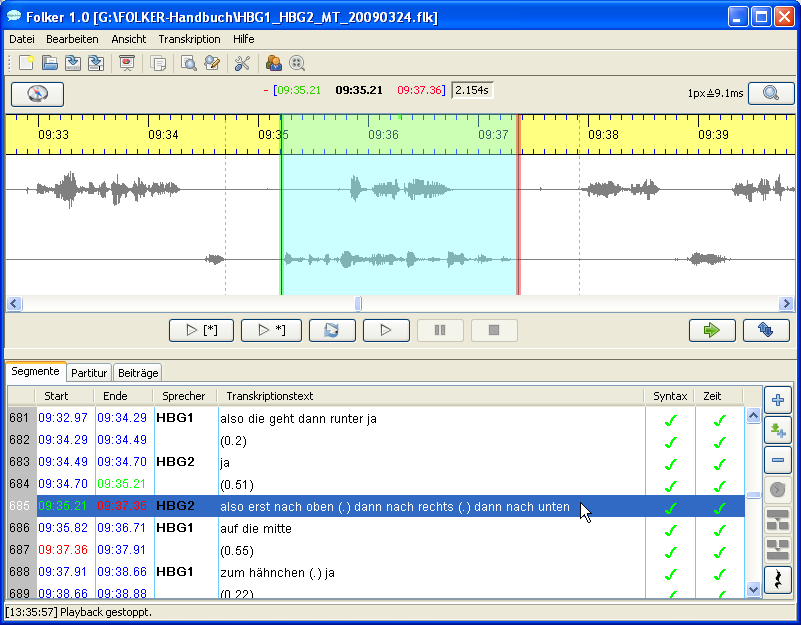 Folker 1.0 [G:\FOLKER-Handbuch\HBG1_HBG2_MT_20090324.flk]
Datei Bearbeiten Ansicht Transkription Hilfe
- [09:35.21 09:35.21 09:37.36] 2.154s 1px≙9.1ms
09:33 09:34 09:35 09:36 09:37 09:38 09:39
[*] *]
Segmente Partitur Beiträge
Start Ende Sprecher Transkriptionstext Syntax Zeit
681 09:32.97 09:34.29 HBG1 also die geht dann runter ja
682 09:34.29 09:34.49 (0.2)
683 09:34.49 09:34.70 HBG2 ja
684 09:34.70 09:35.21 (0.51)
685 09:35.21 09:37.36 HBG2 also erst nach oben (.) dann nach rechts (.) dann nach unten
686 09:35.82 09:36.71 HBG1 auf die mitte
687 09:37.36 09:37.91 (0.55)
688 09:37.91 09:38.66 HBG1 zum hähnchen (.) ja
689 09:38.66 09:38.88 (0.22)
[13:35:57] Playback gestoppt.